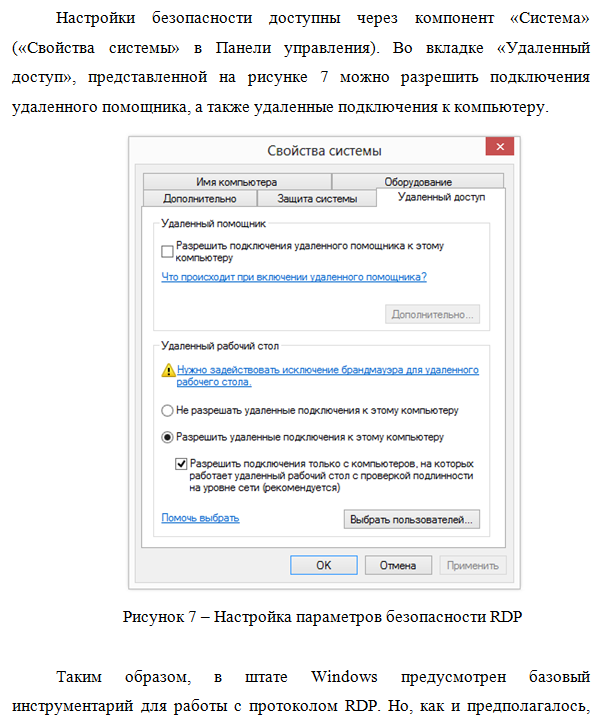 Настройки безопасности доступны через компонент «Система»
(«Свойства системы» в Панели управления). Во вкладке «Удаленный
доступ», представленной на рисунке 7 можно разрешить подключения
удаленного помощника, а также удаленные подключения к компьютеру.
Свойства системы
Имя компьютера
Оборудование
Дополнительно
Защита системы
Удаленный доступ
Удаленный помощник
Разрешить подключения удаленного помощника к этому
компьютеру
Что происходит при включении удаленного помощника?
Дополнительно...
Удаленный рабочий стол
Нужно задействовать исключение брандмауэра для удаленного
рабочего стола.
Не разрешать удаленные подключения к этому компьютеру
Разрешить удаленные подключения к этому компьютеру
Разрешить подключения только с компьютеров, на которых
работает удаленный рабочий стол с проверкой подлинности
на уровне сети (рекомендуется)
Помочь выбрать
Выбрать пользователей...
OK
Отмена
Применить
Рисунок 7 – Настройка параметров безопасности RDP
Таким образом, в штате Windows предусмотрен базовый
инструментарий для работы с протоколом RDP. Но, как и предполагалось,